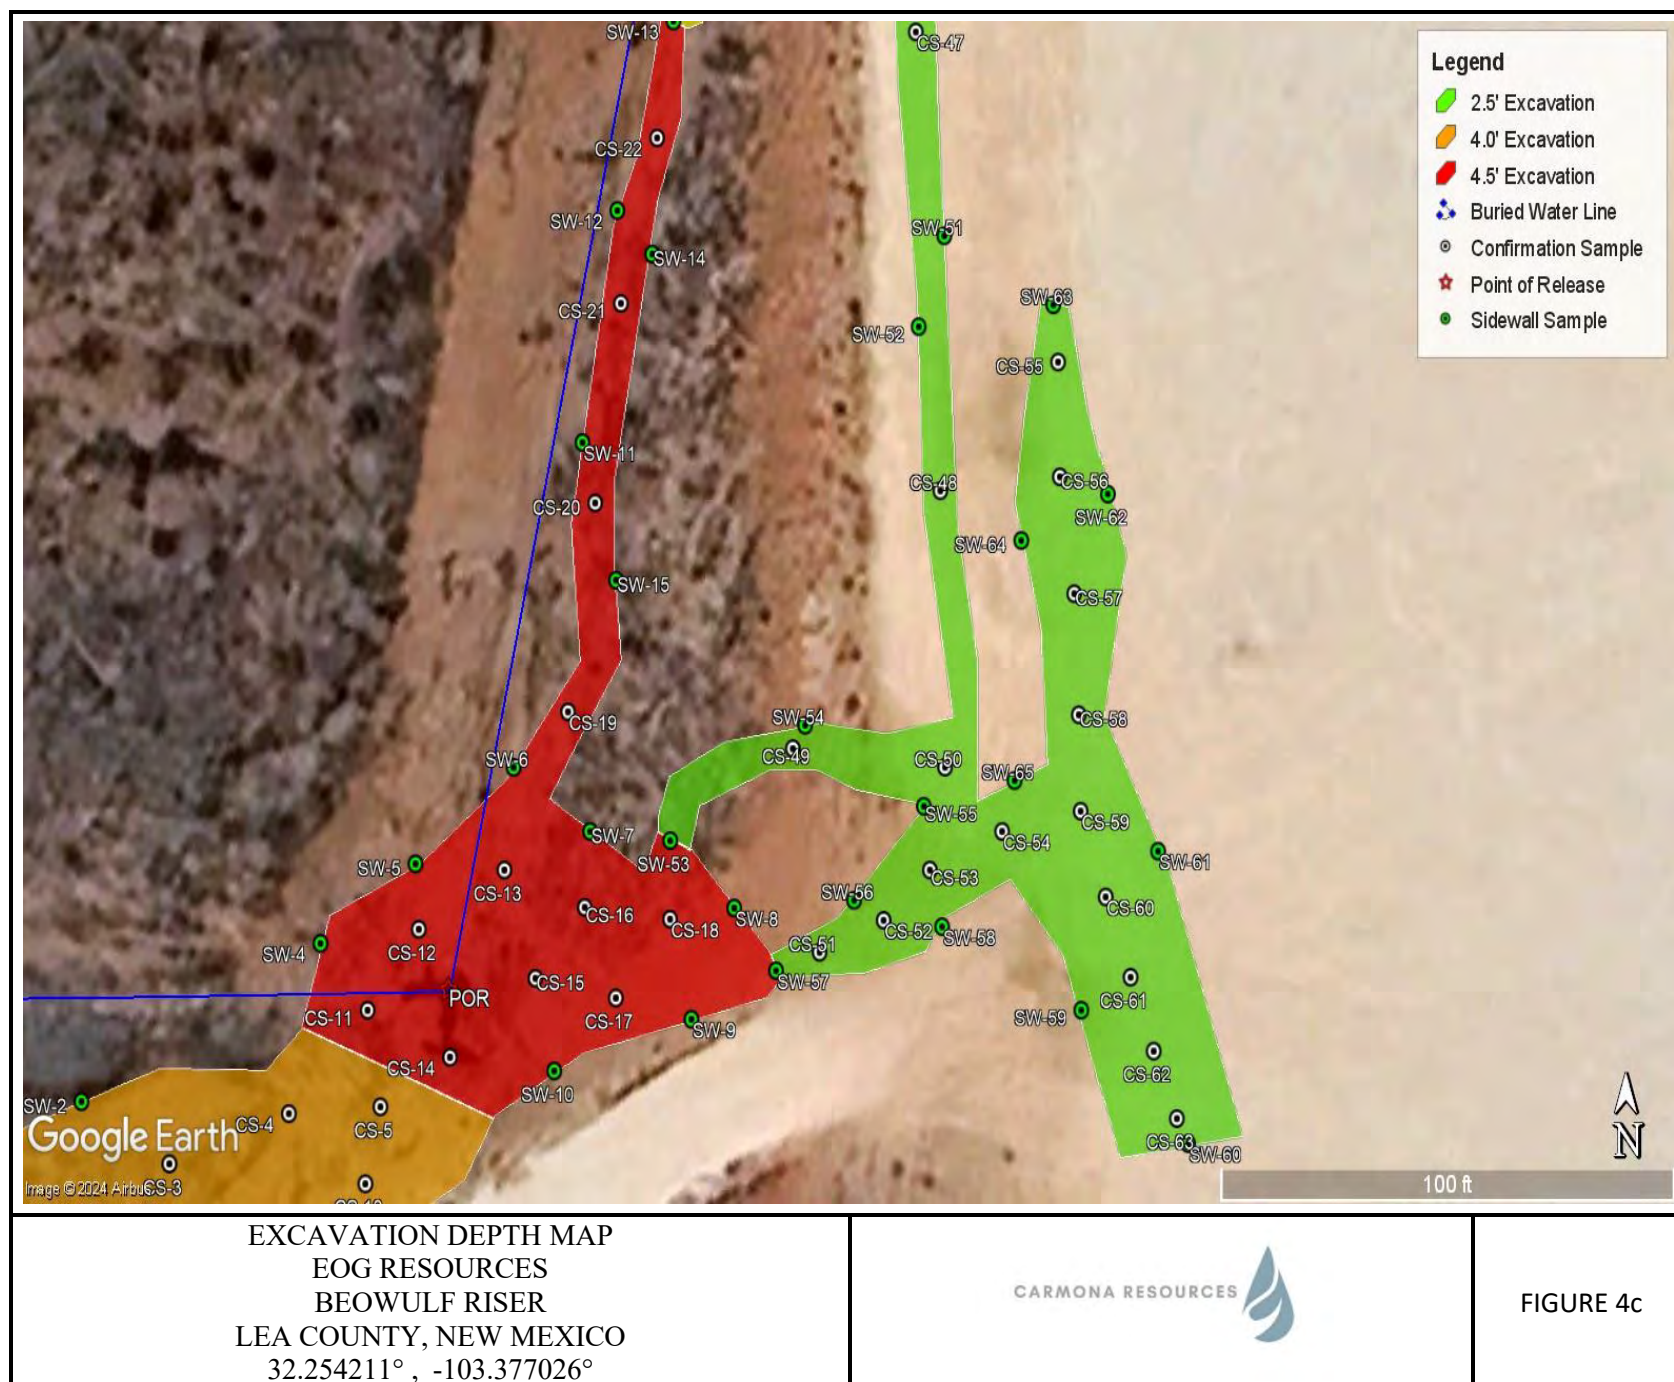 SW-13
CS-47
Legend
2.5' Excavation
4.0' Excavation
4.5' Excavation
Buried Water Line
Confirmation Sample
Point of Release
Sidewall Sample
CS-22
SW-12
SW-51
SW-14
SW-63
CS-21
SW-52
CS-55
SW-11
CS-48
CS-56
CS-20
SW-62
SW-64
SW-15
CS-57
CS-19
SW-54
CS-58
CS-49
SW-6
CS-50
SW-65
SW-55
CS-59
SW-7
CS-54
SW-53
SW-5
SW-61
CS-13
CS-53
SW-56
CS-60
CS-16
CS-18
SW-8
CS-52
SW-58
CS-12
SW-4
CS-51
SW-57
CS-15
POR
CS-61
CS-11
CS-17
SW-59
SW-9
CS-14
CS-62
SW-10
SW-2
CS-4
CS-5
CS-63
SW-60
Google Earth
CS-3
Image © 2024 Airbus
N
100 ft
EXCAVATION DEPTH MAP
EOG RESOURCES
BEOWULF RISER
LEA COUNTY, NEW MEXICO
32.254211° , -103.377026°
CARMONA RESOURCES
FIGURE 4c